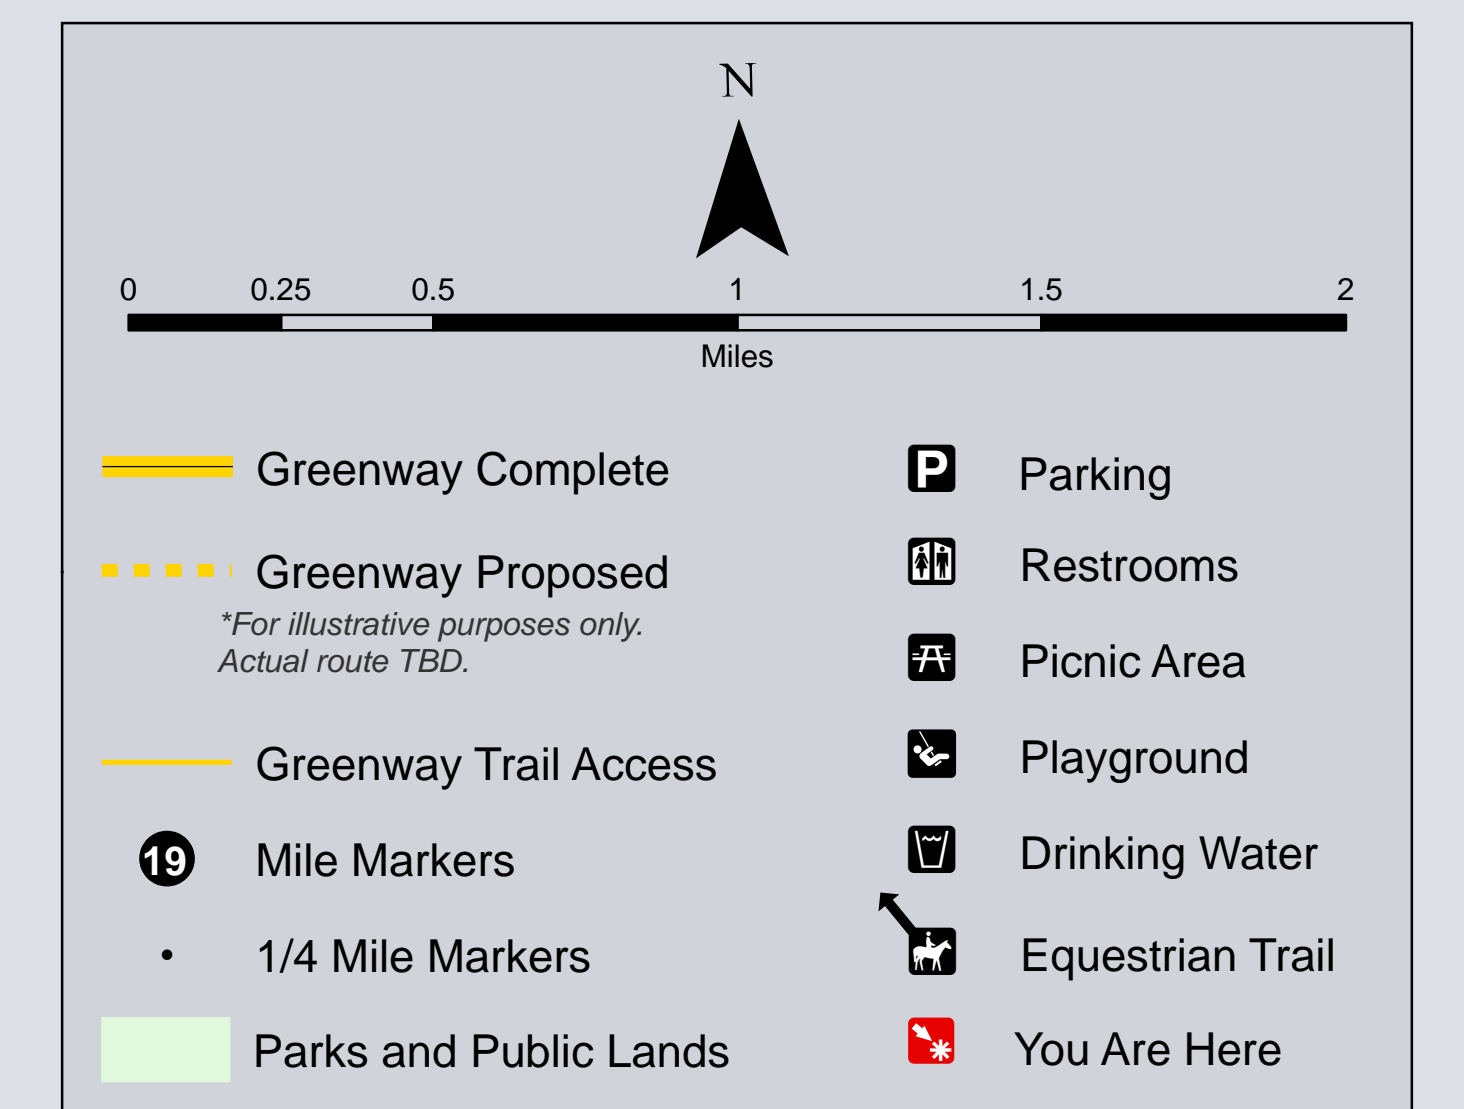 N
0 0.25 0.5 1 1.5 2
Miles
Greenway Complete
Greenway Proposed
*For illustrative purposes only.
Actual route TBD.
Greenway Trail Access
19 Mile Markers
1/4 Mile Markers
Parks and Public Lands
P Parking
Restrooms
Picnic Area
Playground
Drinking Water
Equestrian Trail
You Are Here